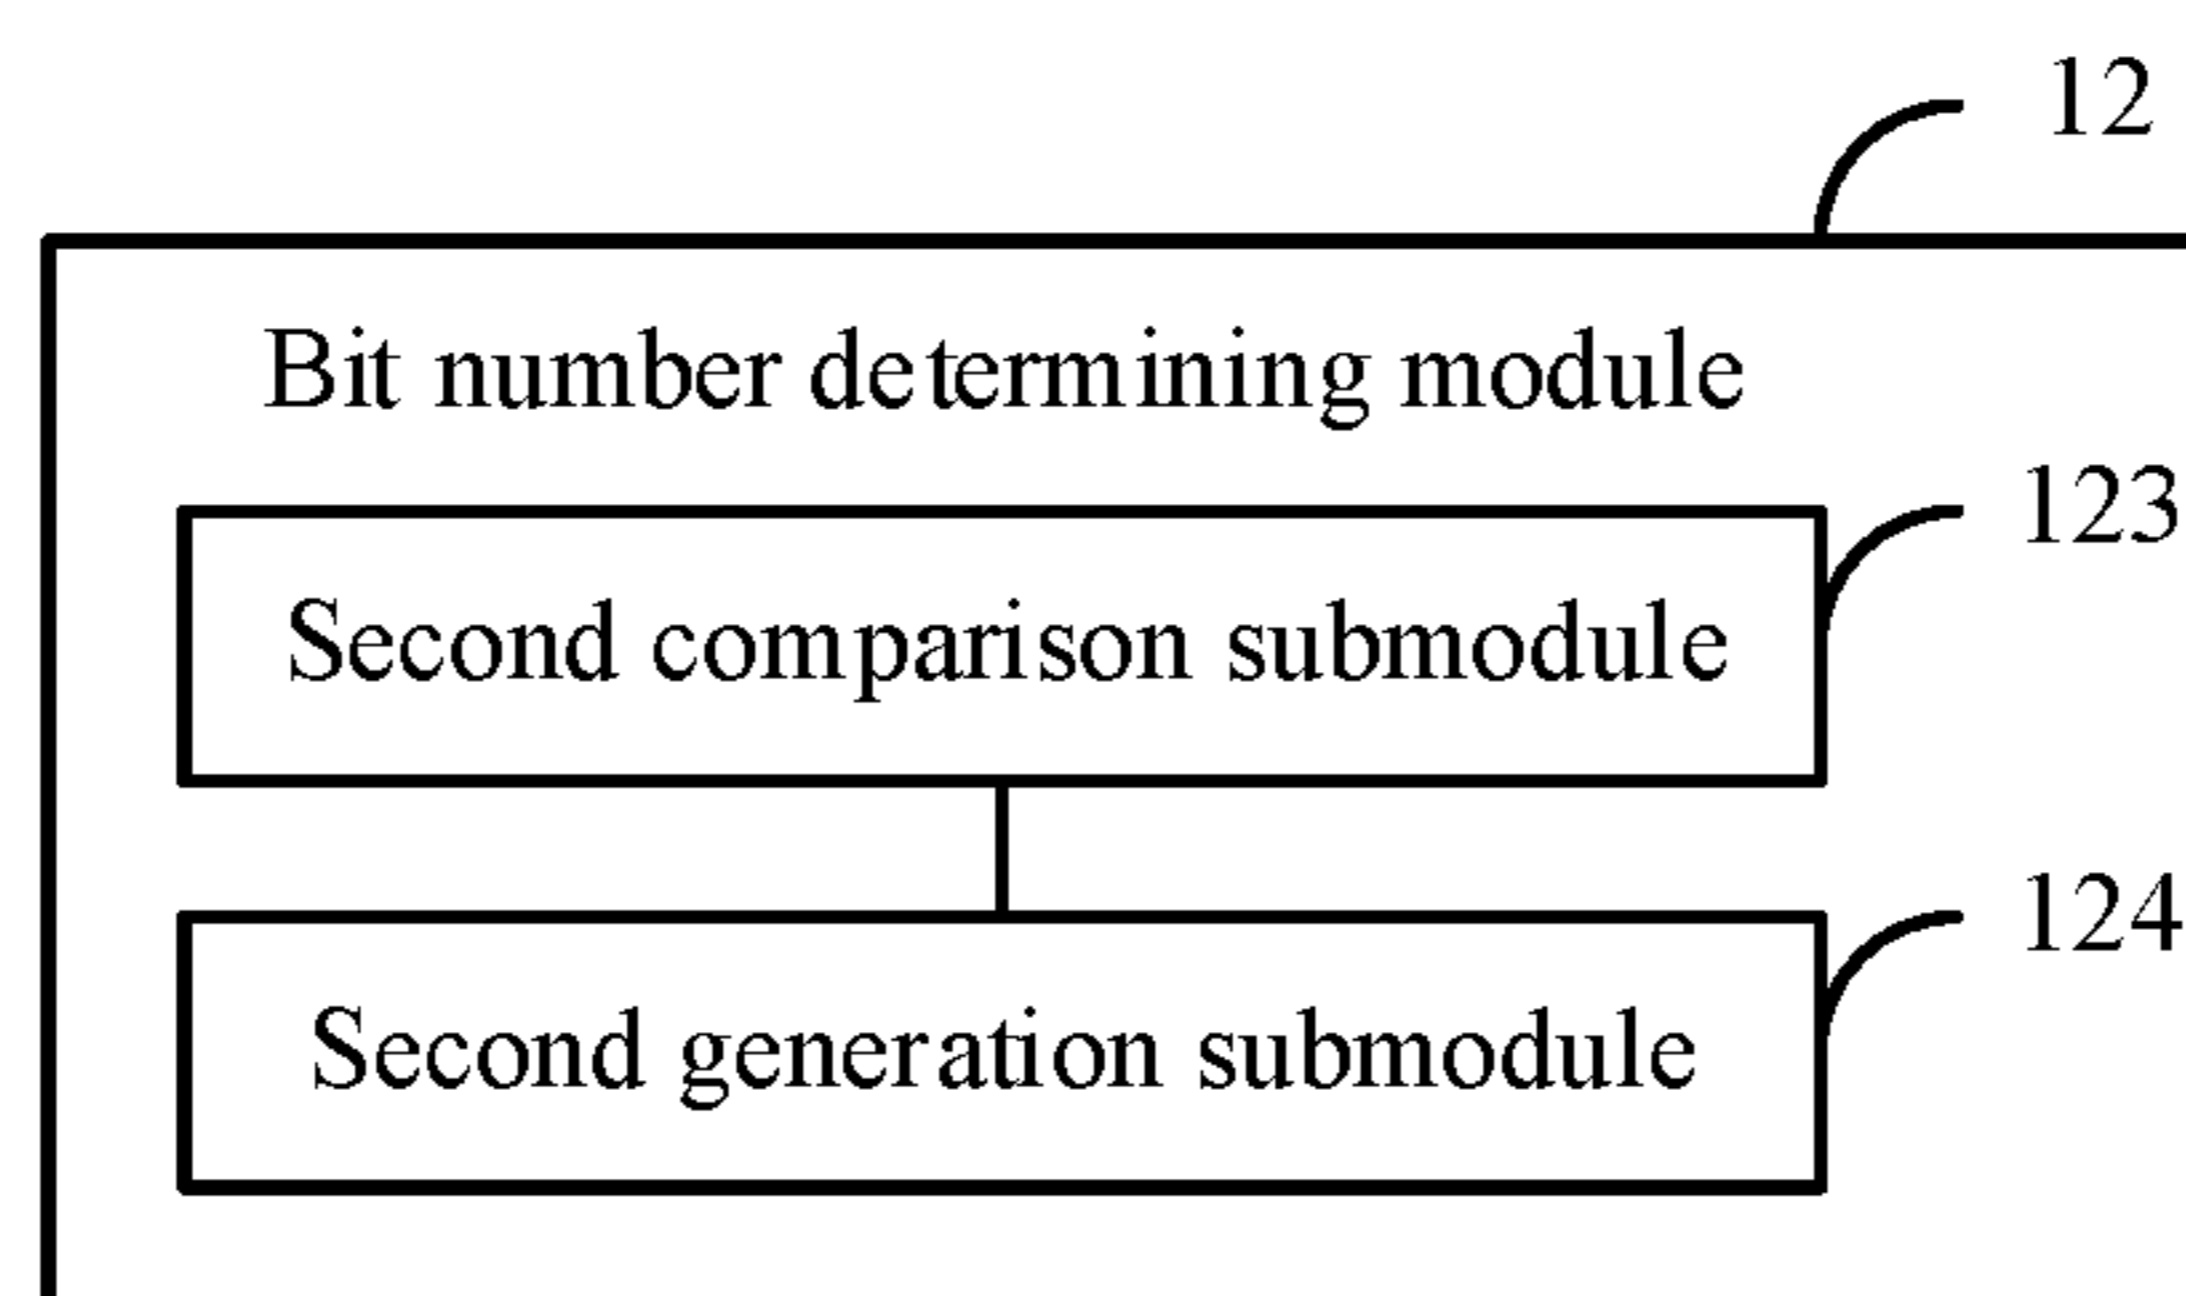 12
Bit number determining module
123
Second comparison submodule
124
Second generation submodule